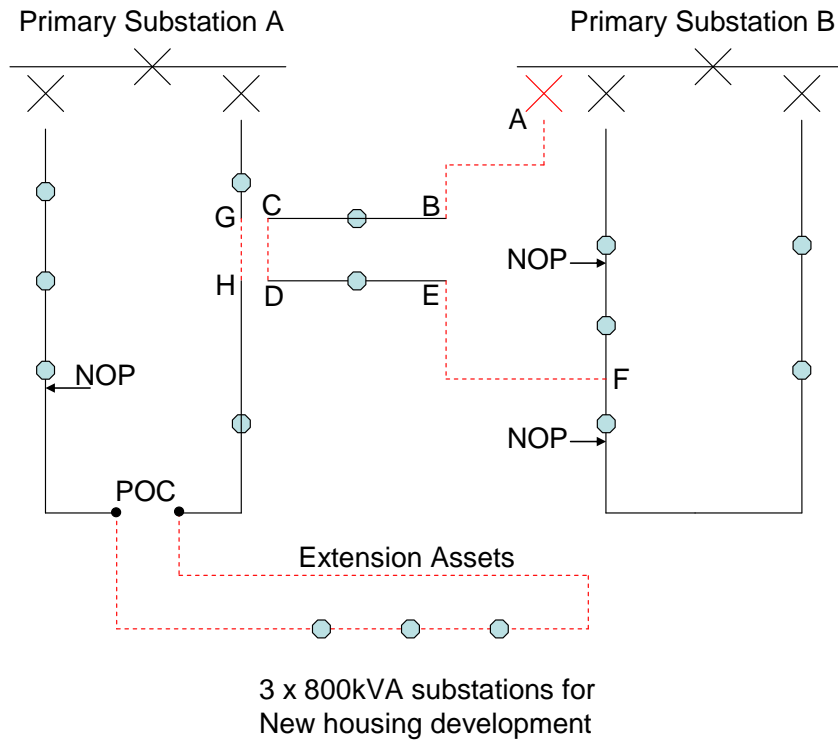 Primary Substation A
Primary Substation B
A
G
C
B
NOP
H
D
E
NOP
F
NOP
POC
Extension Assets
3 x 800kVA substations for
New housing development